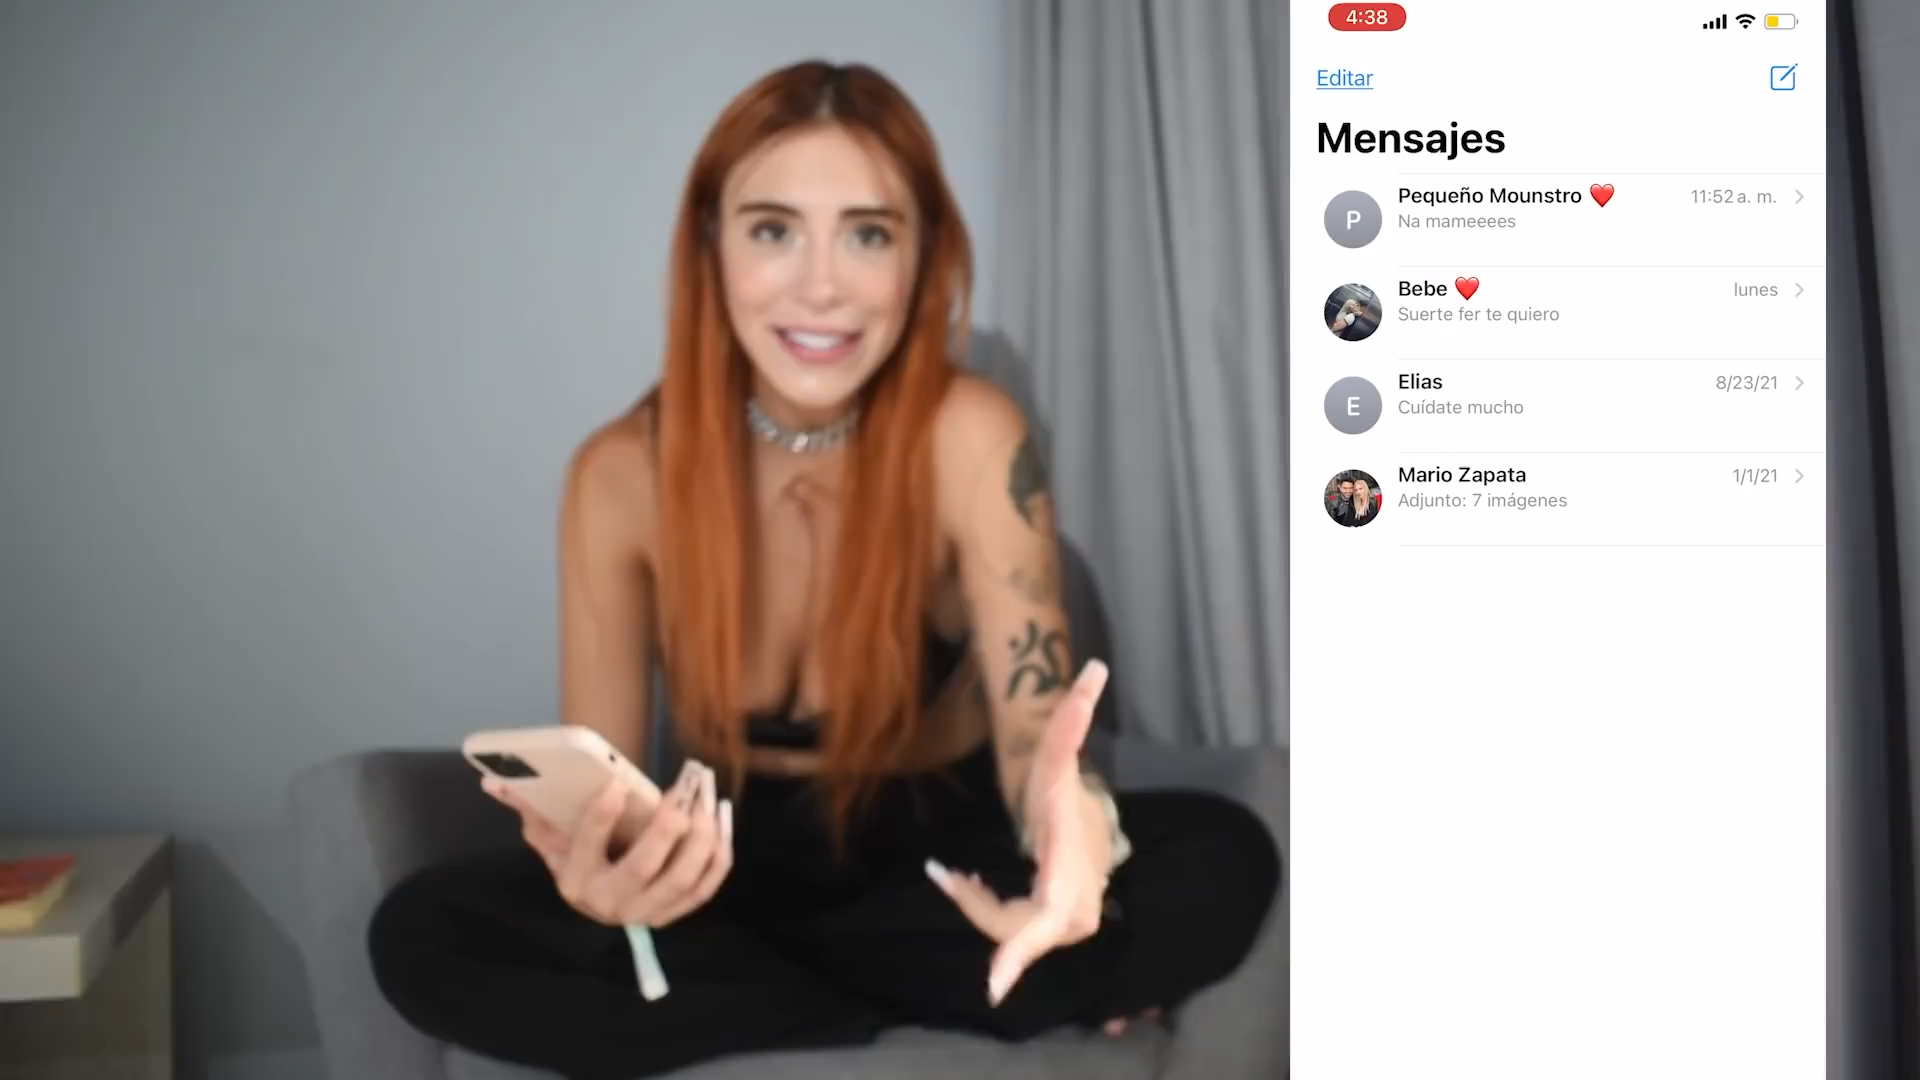 4:38
Editar
Mensajes
P
Pequeño Mounstro ❤️ 11:52 a. m.
Na mameeees
Bebe ❤️ lunes
Suerte fer te quiero
E
Elias 8/23/21
Cuídate mucho
Mario Zapata 1/1/21
Adjunto: 7 imágenes